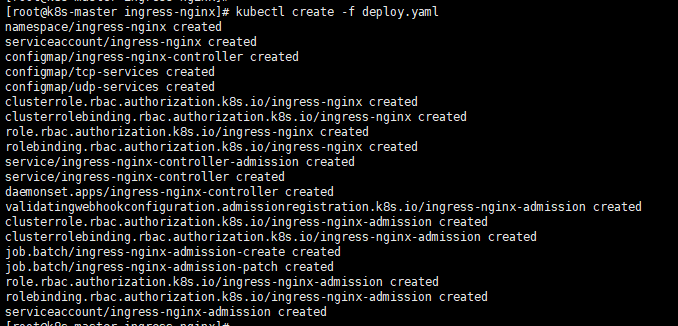 [root@k8s-master ingress-nginx]#
[root@k8s-master ingress-nginx]# kubectl create -f deploy.yaml
namespace/ingress-nginx created
serviceaccount/ingress-nginx created
configmap/ingress-nginx-controller created
configmap/tcp-services created
configmap/udp-services created
clusterrole.rbac.authorization.k8s.io/ingress-nginx created
clusterrolebinding.rbac.authorization.k8s.io/ingress-nginx created
role.rbac.authorization.k8s.io/ingress-nginx created
rolebinding.rbac.authorization.k8s.io/ingress-nginx created
service/ingress-nginx-controller-admission created
service/ingress-nginx-controller created
daemonset.apps/ingress-nginx-controller created
validatingwebhookconfiguration.admissionregistration.k8s.io/ingress-nginx-admission created
clusterrole.rbac.authorization.k8s.io/ingress-nginx-admission created
clusterrolebinding.rbac.authorization.k8s.io/ingress-nginx-admission created
job.batch/ingress-nginx-admission-create created
job.batch/ingress-nginx-admission-patch created
role.rbac.authorization.k8s.io/ingress-nginx-admission created
rolebinding.rbac.authorization.k8s.io/ingress-nginx-admission created
serviceaccount/ingress-nginx-admission created
[root@k8s-master ingress-nginx]#